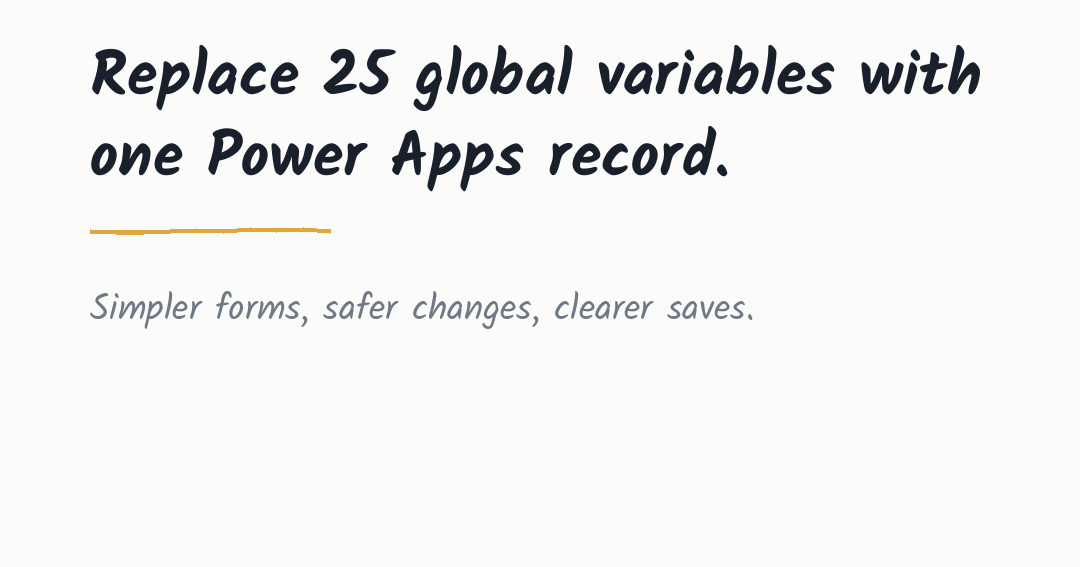 Replace 25 global variables with
one Power Apps record.
Simpler forms, safer changes, clearer saves.